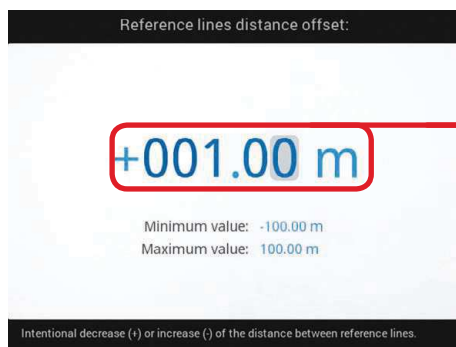 Reference lines distance offset:
+001.00 m
Minimum value: -100.00 m
Maximum value: 100.00 m
Intentional decrease (+) or increase (-) of the distance between reference lines.